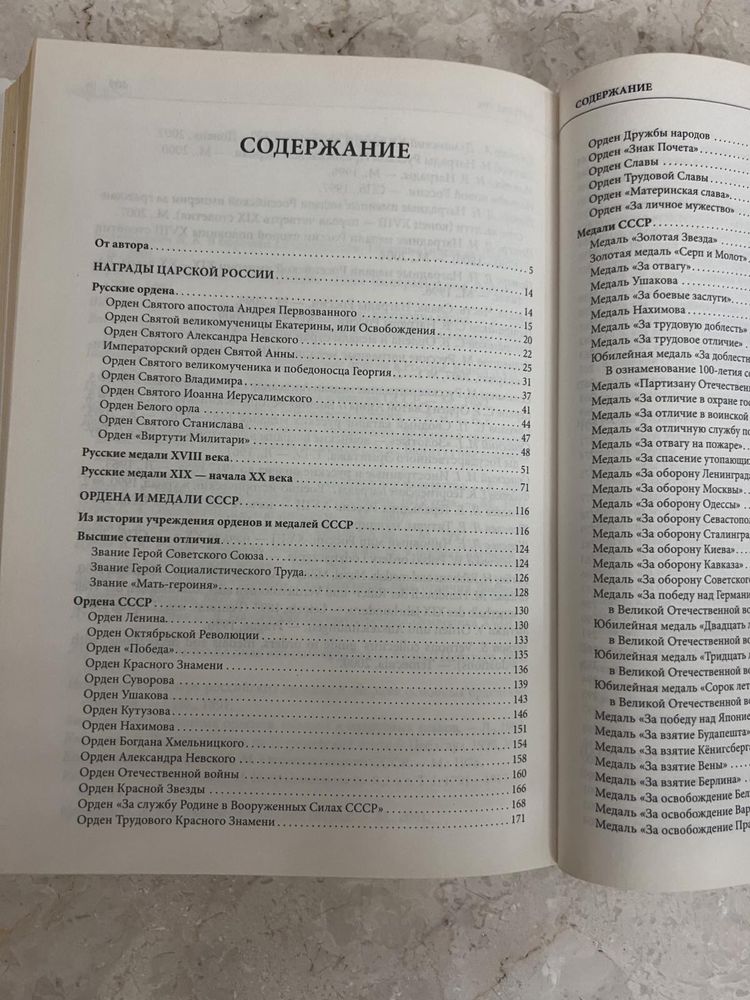 СОДЕРЖАНИЕ
От автора 5
НАГРАДЫ ЦАРСКОЙ РОССИИ 14
Русские ордена 14
Орден Святого апостола Андрея Первозванного 15
Орден Святой великомученицы Екатерины, или Освобождения 20
Орден Святого Александра Невского 22
Императорский орден Святой Анны 25
Орден Святого великомученика и победоносца Георгия 31
Орден Святого Владимира 37
Орден Святого Иоанна Иерусалимского 41
Орден Белого орла 44
Орден Святого Станислава 47
Орден «Виртути Милитари» 48
Русские медали XVIII века 51
Русские медали XIX — начала XX века 71
ОРДЕНА И МЕДАЛИ СССР 116
Из истории учреждения орденов и медалей СССР 116
Высшие степени отличия 124
Звание Герой Советского Союза 124
Звание Герой Социалистического Труда 126
Звание «Мать-героиня» 128
Ордена СССР 130
Орден Ленина 130
Орден Октябрьской Революции 133
Орден «Победа» 135
Орден Красного Знамени 136
Орден Суворова 139
Орден Ушакова 143
Орден Кутузова 146
Орден Нахимова 151
Орден Богдана Хмельницкого 154
Орден Александра Невского 158
Орден Отечественной войны 160
Орден Красной Звезды 166
Орден «За службу Родине в Вооруженных Силах СССР» 168
Орден Трудового Красного Знамени 171
СОДЕРЖАНИЕ
Орден Дружбы народов
Орден «Знак Почета»
Орден Славы
Орден Трудовой Славы
Орден «Материнская слава»
Орден «За личное мужество»
Медали СССР
Медаль «Золотая Звезда»
Золотая медаль «Серп и Молот»
Медаль «За отвагу»
Медаль Ушакова
Медаль «За боевые заслуги»
Медаль Нахимова
Медаль «За трудовую доблесть»
Медаль «За трудовое отличие»
Юбилейная медаль «За доблестн
В ознаменование 100-летия со
Медаль «Партизану Отечествен
Медаль «За отличие в охране гос
Медаль «За отличие в воинской
Медаль «За отличную службу по
Медаль «За отвагу на пожаре»
Медаль «За спасение утопающих
Медаль «За оборону Ленинград
Медаль «За оборону Москвы»
Медаль «За оборону Одессы»
Медаль «За оборону Севастопол
Медаль «За оборону Сталинград
Медаль «За оборону Киева»
Медаль «За оборону Кавказа»
Медаль «За оборону Советского
Медаль «За победу над Германи
в Великой Отечественной во
Юбилейная медаль «Двадцать л
в Великой Отечественной во
Юбилейная медаль «Тридцать л
в Великой Отечественной во
Юбилейная медаль «Сорок лет
в Великой Отечественной во
Медаль «За победу над Японие
Медаль «За взятие Будапешта»
Медаль «За взятие Кёнигсберг
Медаль «За взятие Вены»
Медаль «За взятие Берлина»
Медаль «За освобождение Бел
Медаль «За освобождение Вар
Медаль «За освобождение Пра